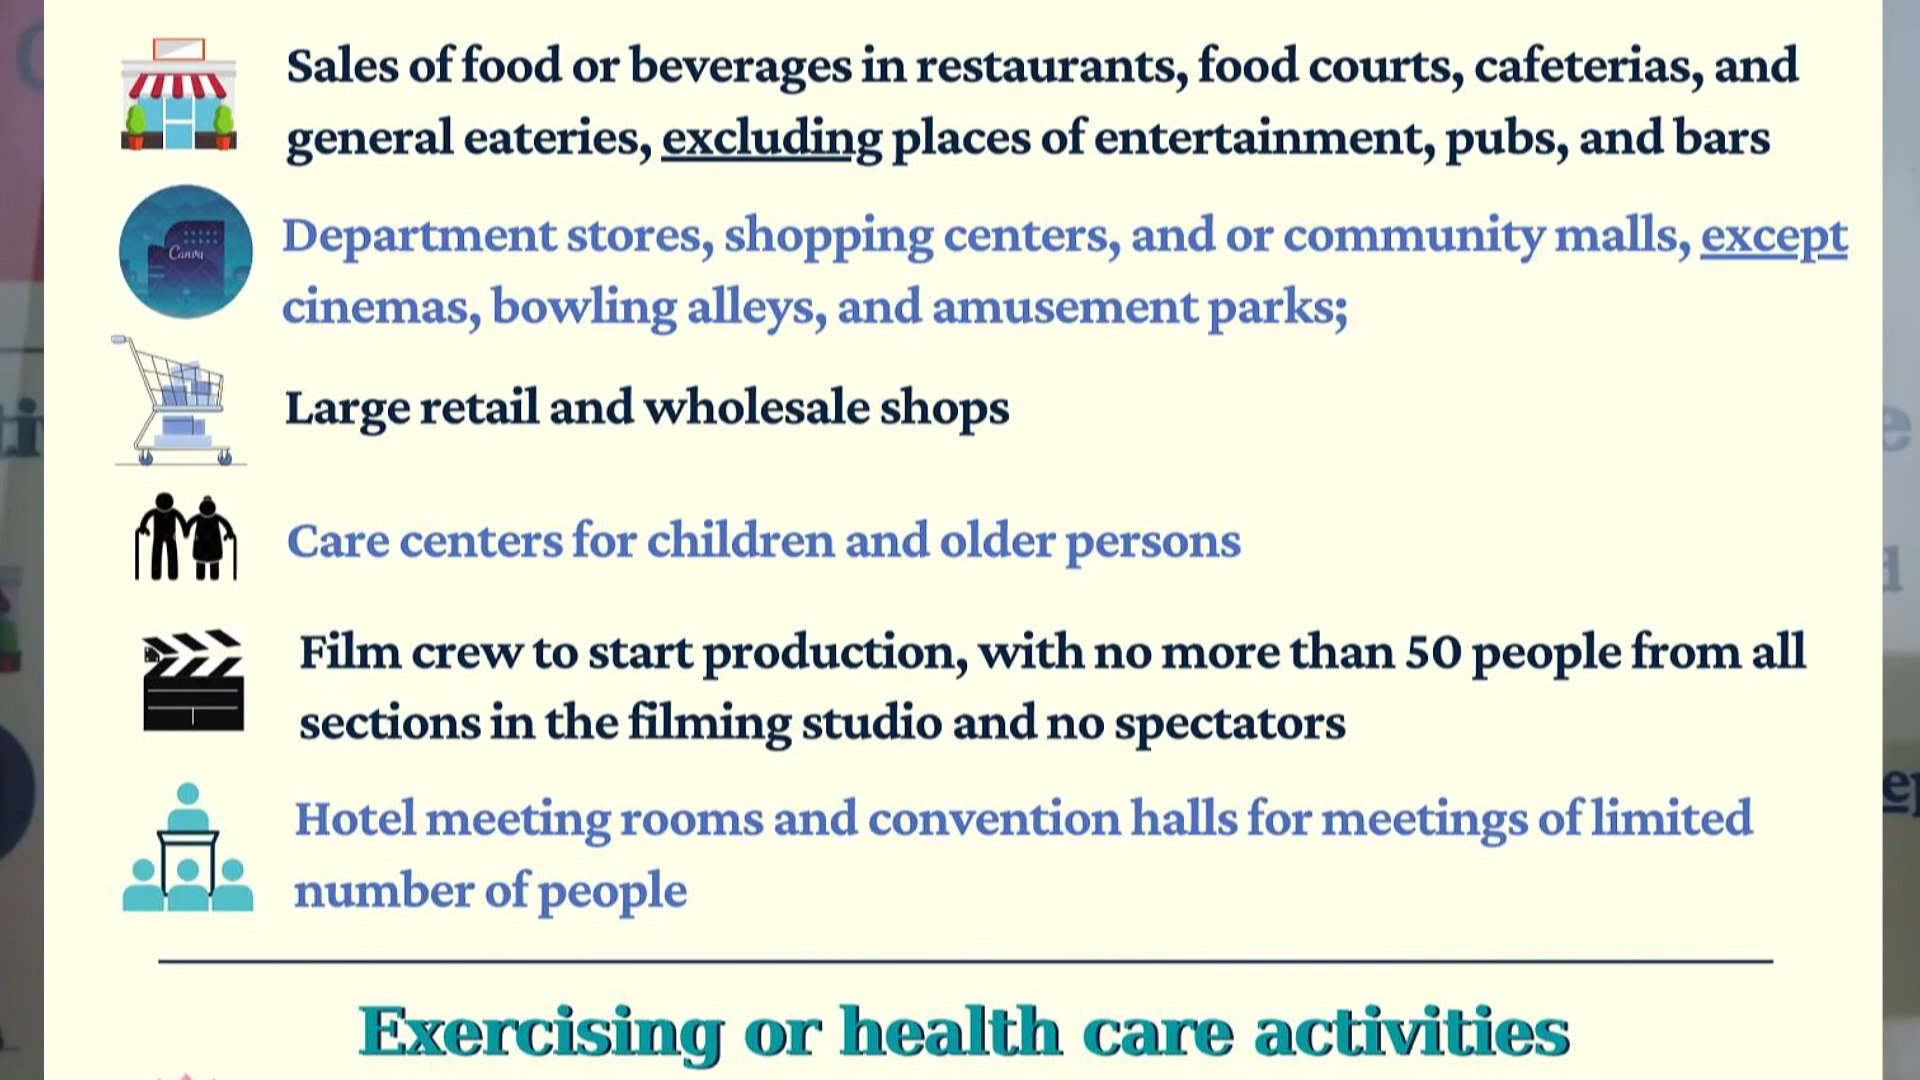 Sales of food or beverages in restaurants, food courts, cafeterias, and
general eateries, excluding places of entertainment, pubs, and bars
Canva
Department stores, shopping centers, and or community malls, except
cinemas, bowling alleys, and amusement parks;
Large retail and wholesale shops
Care centers for children and older persons
Film crew to start production, with no more than 50 people from all
sections in the filming studio and no spectators
Hotel meeting rooms and convention halls for meetings of limited
number of people
Exercising or health care activities